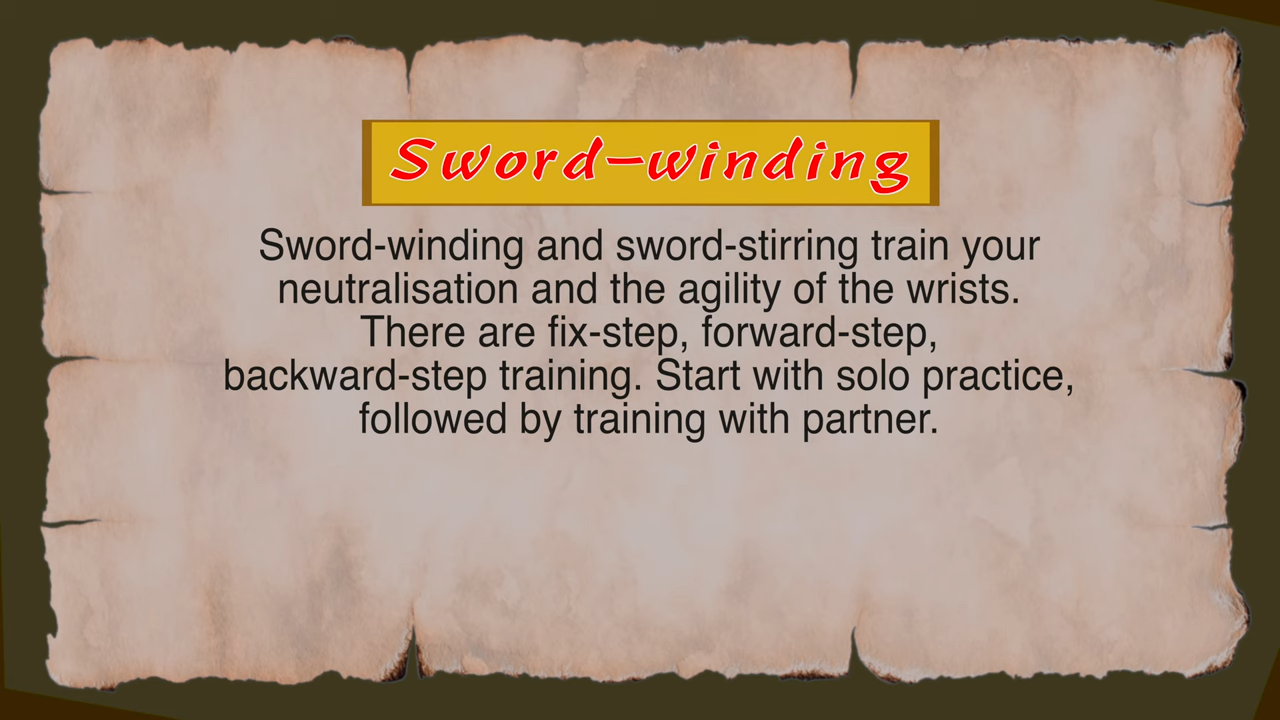 Sword-winding
Sword-winding and sword-stirring train your
neutralisation and the agility of the wrists.
There are fix-step, forward-step,
backward-step training. Start with solo practice,
followed by training with partner.